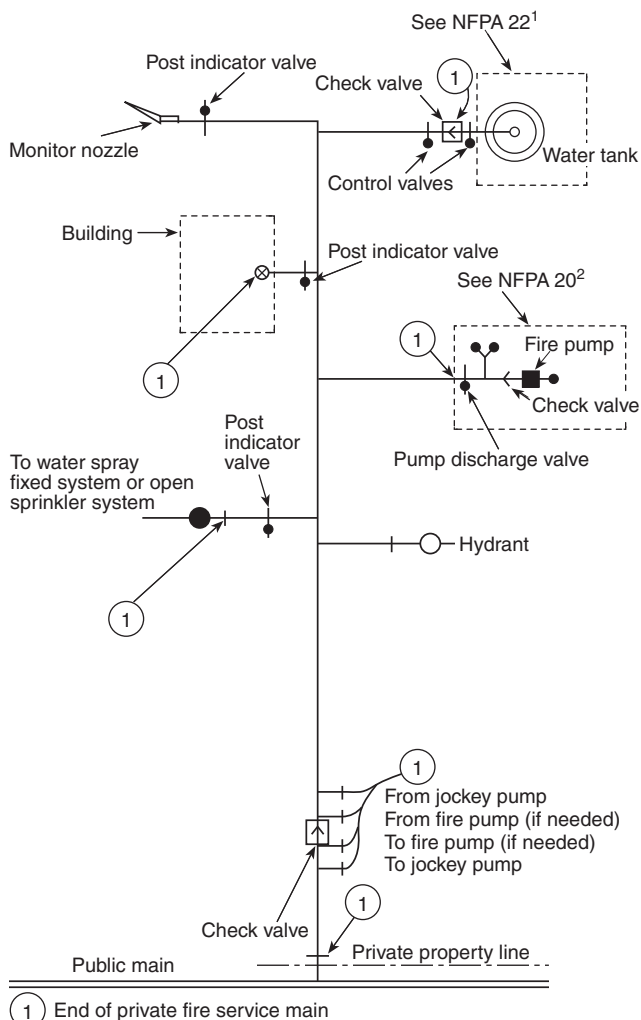 See NFPA 22¹
Post indicator valve
Check valve
1
Monitor nozzle
Control valves
Water tank
Building
Post indicator valve
See NFPA 20²
1
Fire pump
1
Check valve
Post
indicator
valve
Pump discharge valve
To water spray
fixed system or open
sprinkler system
Hydrant
1
1
From jockey pump
From fire pump (if needed)
To fire pump (if needed)
To jockey pump
1
Check valve
Public main
Private property line
1 End of private fire service main